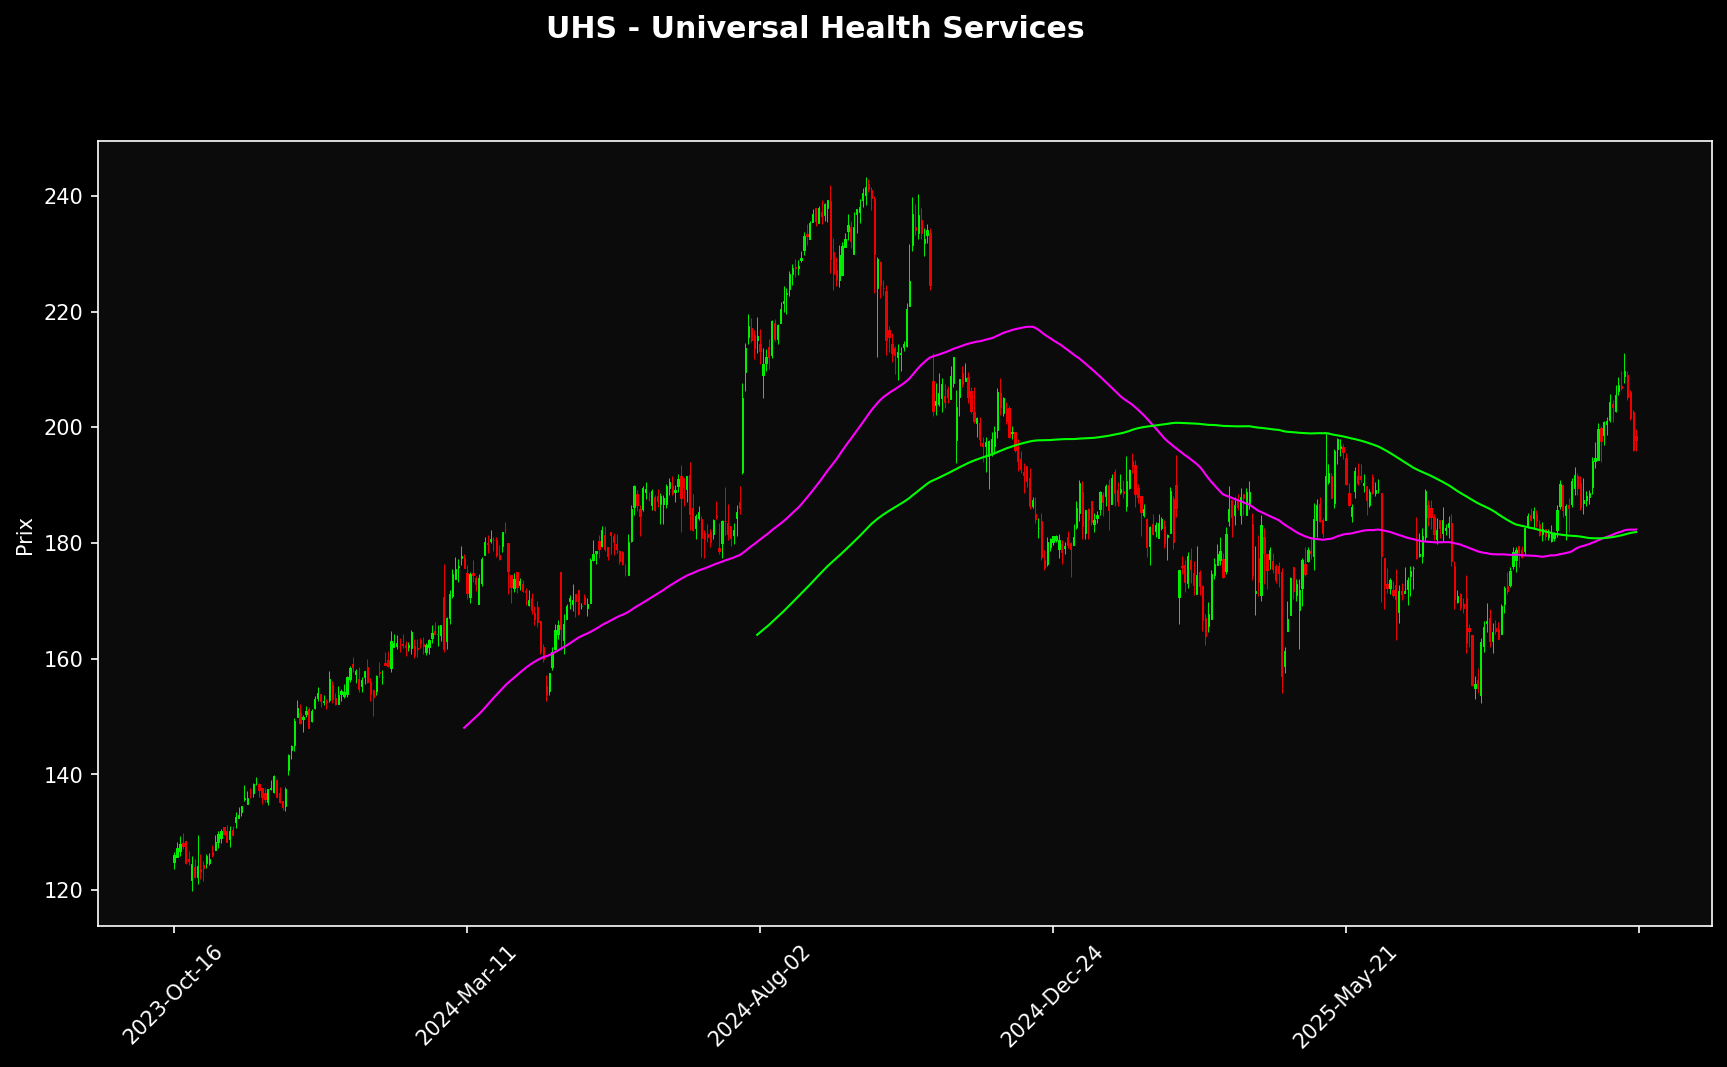 UHS - Universal Health Services
Prix
240
220
200
180
160
140
120
2023-Oct-16
2024-Mar-11
2024-Aug-02
2024-Dec-24
2025-May-21